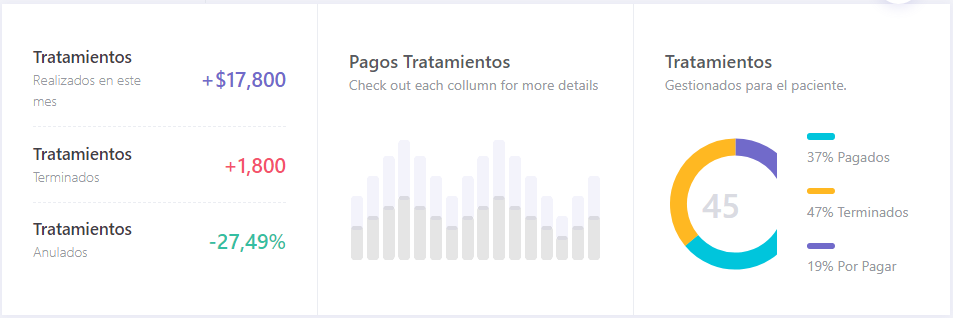 Tratamientos
Realizados en este
mes
+$17,800
Tratamientos
Terminados
+1,800
Tratamientos
Anulados
-27,49%
Pagos Tratamientos
Check out each collumn for more details
Tratamientos
Gestionados para el paciente.
45
37% Pagados
47% Terminados
19% Por Pagar